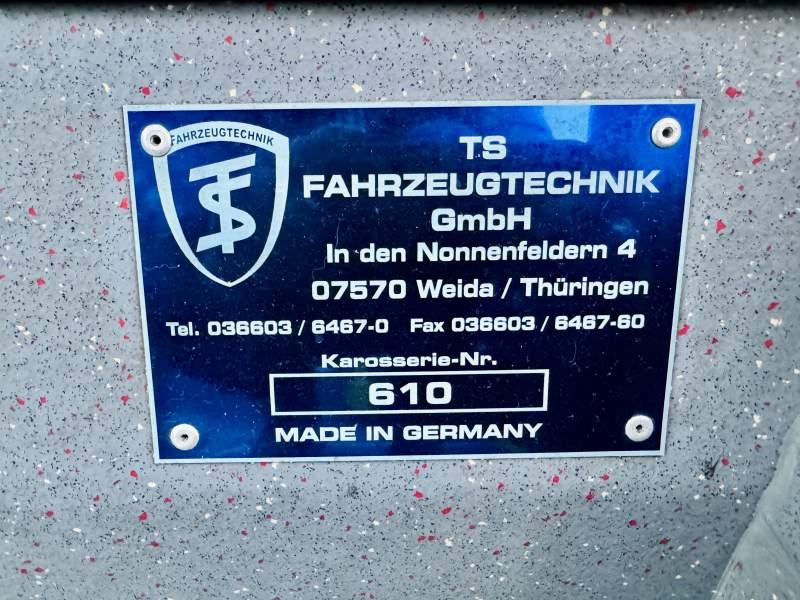 FAHRZEUGTECHNIK
TS
TS
FAHRZEUGTECHNIK
GmbH
In den Nonnenfeldern 4
07570 Weida / Thüringen
Tel. 036603 / 6467-0 Fax 036603 / 6467-60
Karosserie-Nr.
610
MADE IN GERMANY